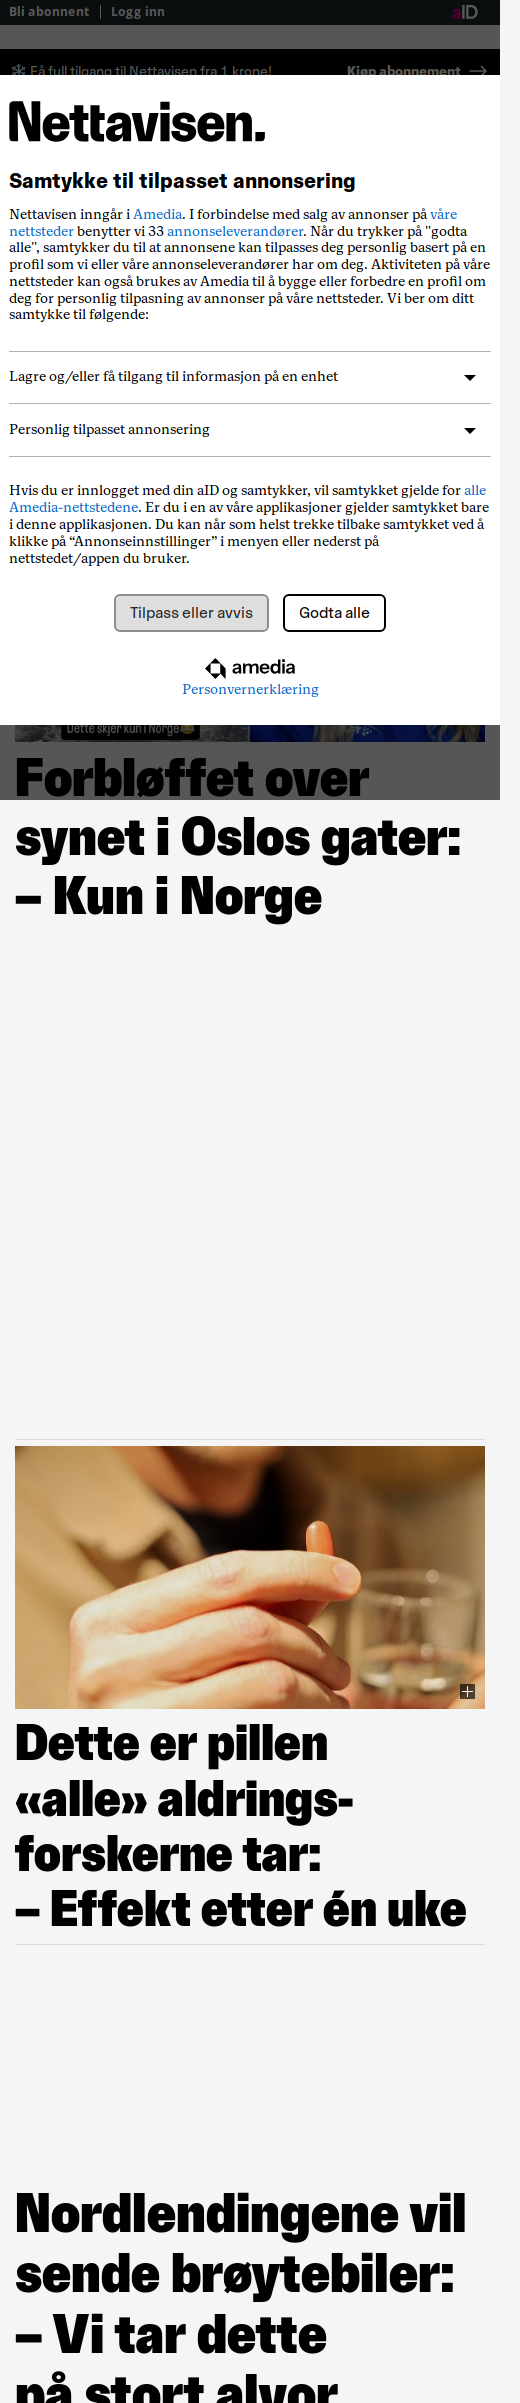 Bli abonnent | Logg inn
aID
Få full tilgang til Nettavisen fra 1 krone!
Kjøp abonnement
Nettavisen.
Samtykke til tilpasset annonsering
Nettavisen inngår i Amedia. I forbindelse med salg av annonser på våre
nettsteder benytter vi 33 annonseleverandører. Når du trykker på "godta
alle", samtykker du til at annonsene kan tilpasses deg personlig basert på en
profil som vi eller våre annonseleverandører har om deg. Aktiviteten på våre
nettsteder kan også brukes av Amedia til å bygge eller forbedre en profil om
deg for personlig tilpasning av annonser på våre nettsteder. Vi ber om ditt
samtykke til følgende:
Lagre og/eller få tilgang til informasjon på en enhet
Personlig tilpasset annonsering
Hvis du er innlogget med din aID og samtykker, vil samtykket gjelde for alle
Amedia-nettstedene. Er du i en av våre applikasjoner gjelder samtykket bare
i denne applikasjonen. Du kan når som helst trekke tilbake samtykket ved å
klikke på “Annonseinnstillinger” i menyen eller nederst på
nettstedet/appen du bruker.
Tilpass eller avvis
Godta alle
amedia
Personvernerklæring
Dette skjer kun i Norge
Forbløffet over
synet i Oslos gater:
– Kun i Norge
Dette er pillen
«alle» aldrings-
forskerne tar:
– Effekt etter én uke
Nordlendingene vil
sende brøytebiler:
– Vi tar dette
på stort alvor